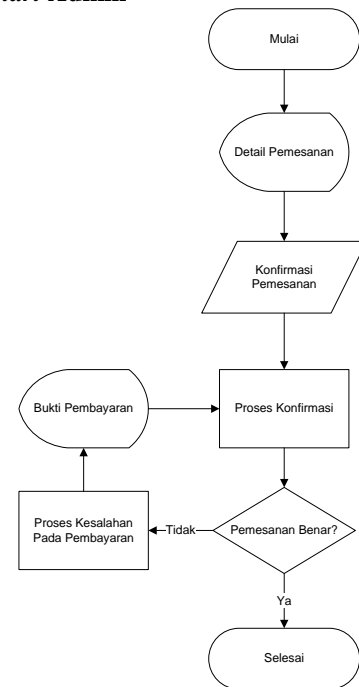 Mulai
Detail Pemesanan
Konfirmasi
Pemesanan
Bukti Pembayaran
Proses Konfirmasi
Proses Kesalahan
Pada Pembayaran
Tidak
Pemesanan Benar?
Ya
Selesai